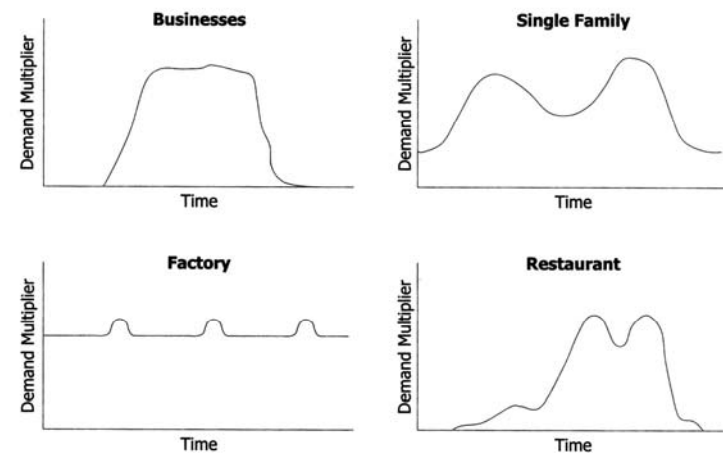 Businesses
Demand Multiplier
Time
Single Family
Demand Multiplier
Time
Factory
Demand Multiplier
Time
Restaurant
Demand Multiplier
Time